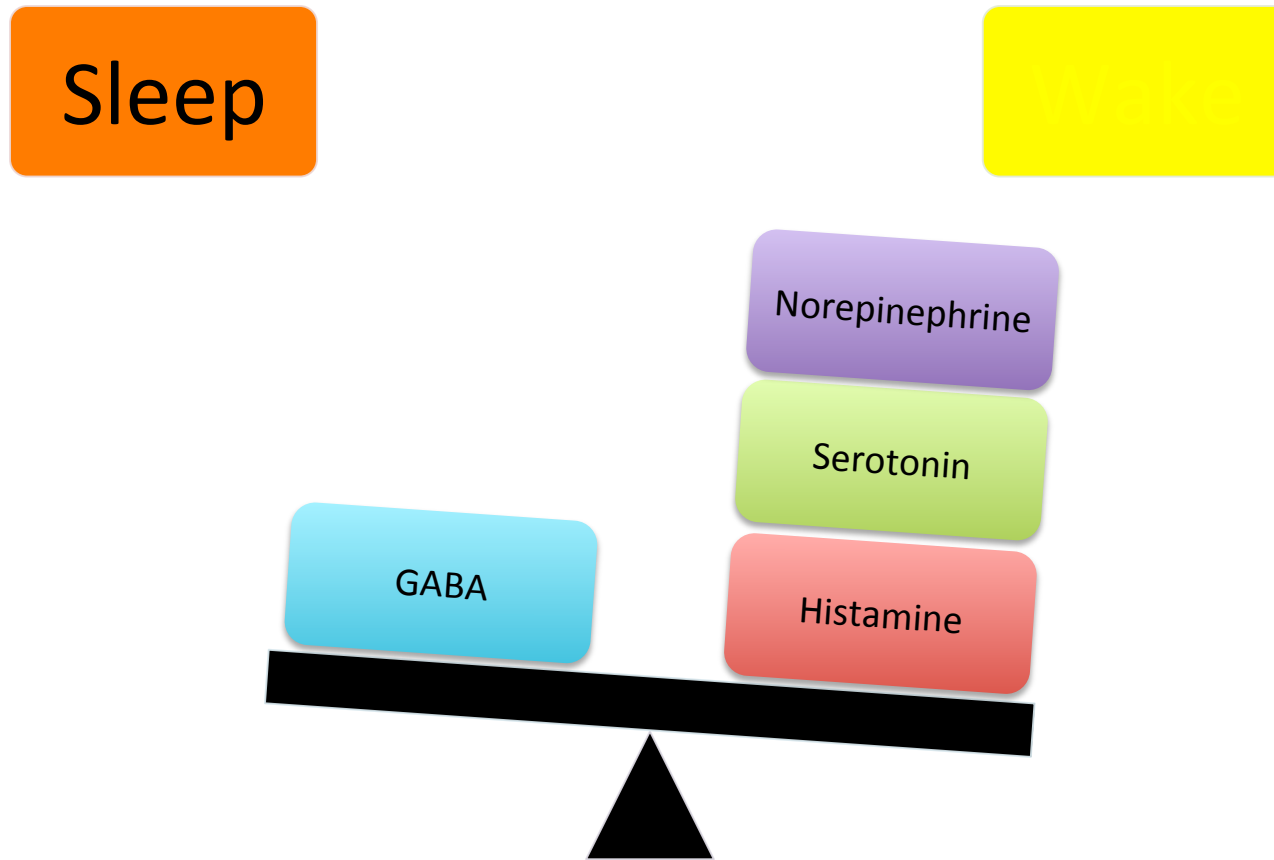 Sleep
Wake
Norepinephrine
Serotonin
GABA
Histamine